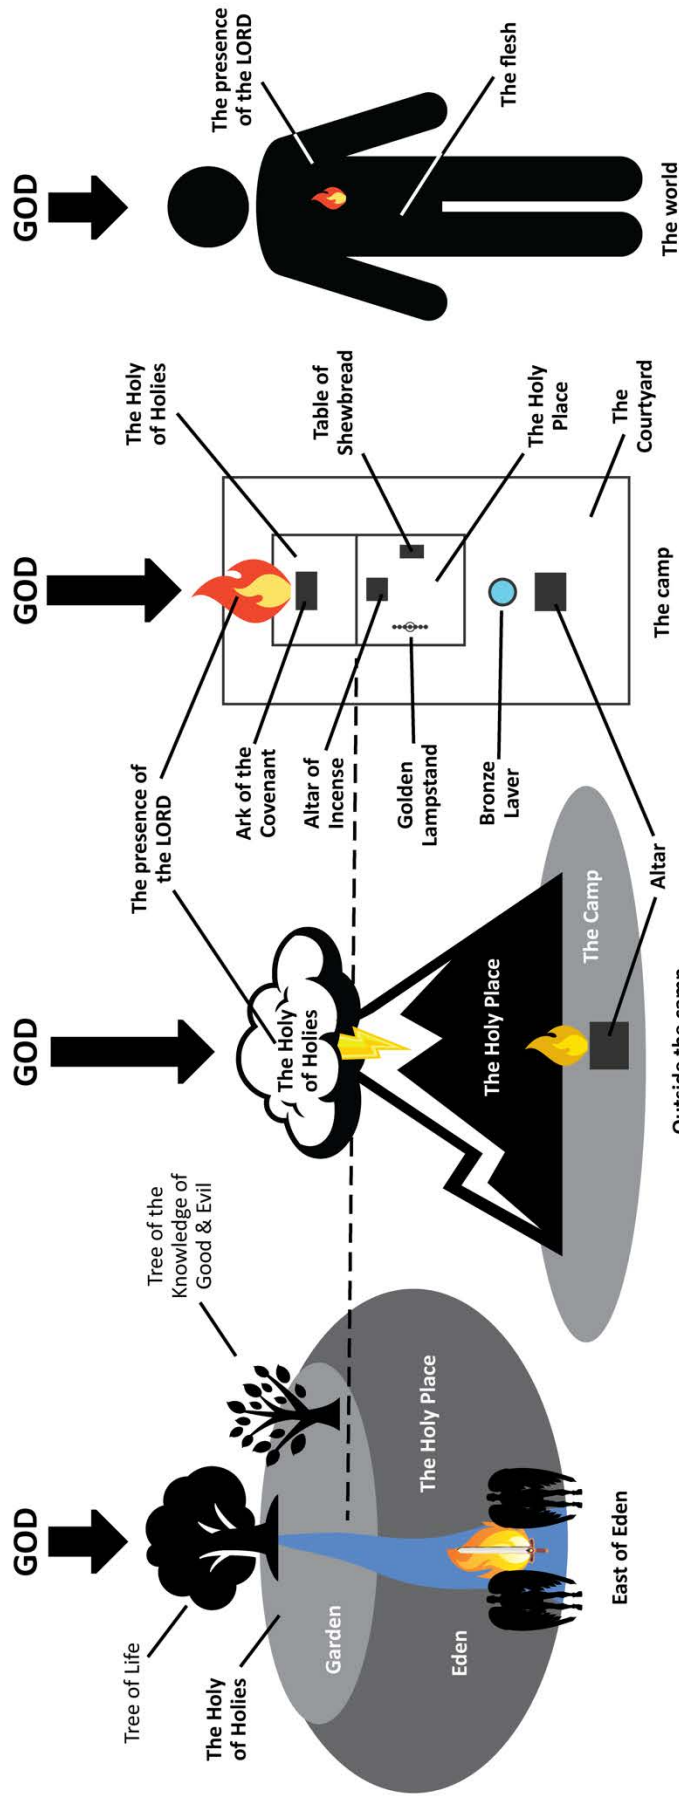 GOD
Tree of Life
The Holy
of Holies
Tree of the
Knowledge of
Good & Evil
Garden
Eden
The Holy Place
East of Eden
GOD
The presence of
the LORD
The Holy
of Holies
The Holy Place
The Camp
Altar
Outside the camp
GOD
The Holy
of Holies
Ark of the
Covenant
Altar of
Incense
Golden
Lampstand
Bronze
Laver
Table of
Shewbread
The Holy
Place
The
Courtyard
The camp
GOD
The presence
of the LORD
The flesh
The world